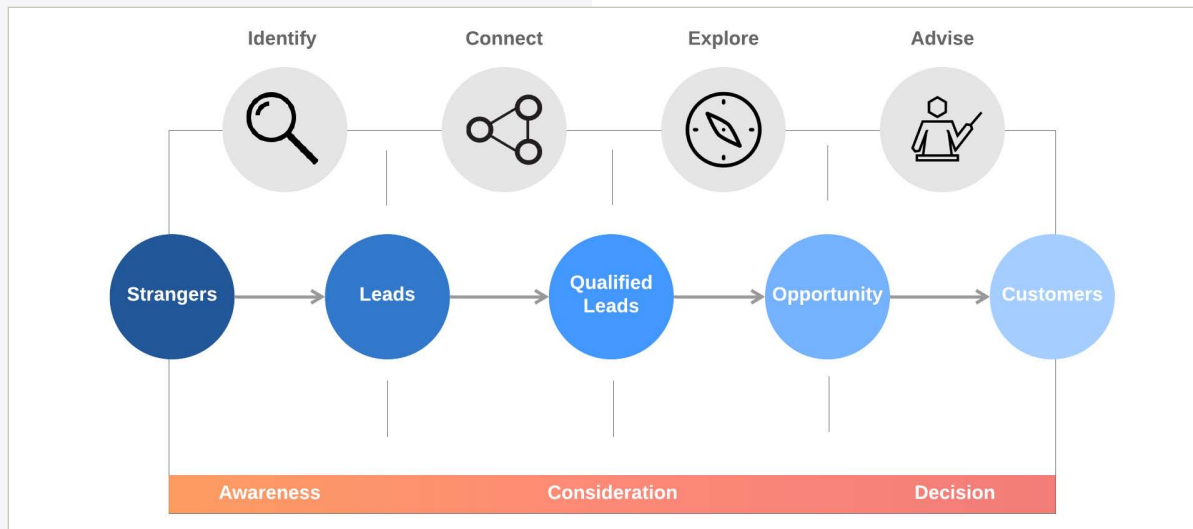 Identify
Connect
Explore
Advise
Strangers
Leads
Qualified
Leads
Opportunity
Customers
Awareness
Consideration
Decision